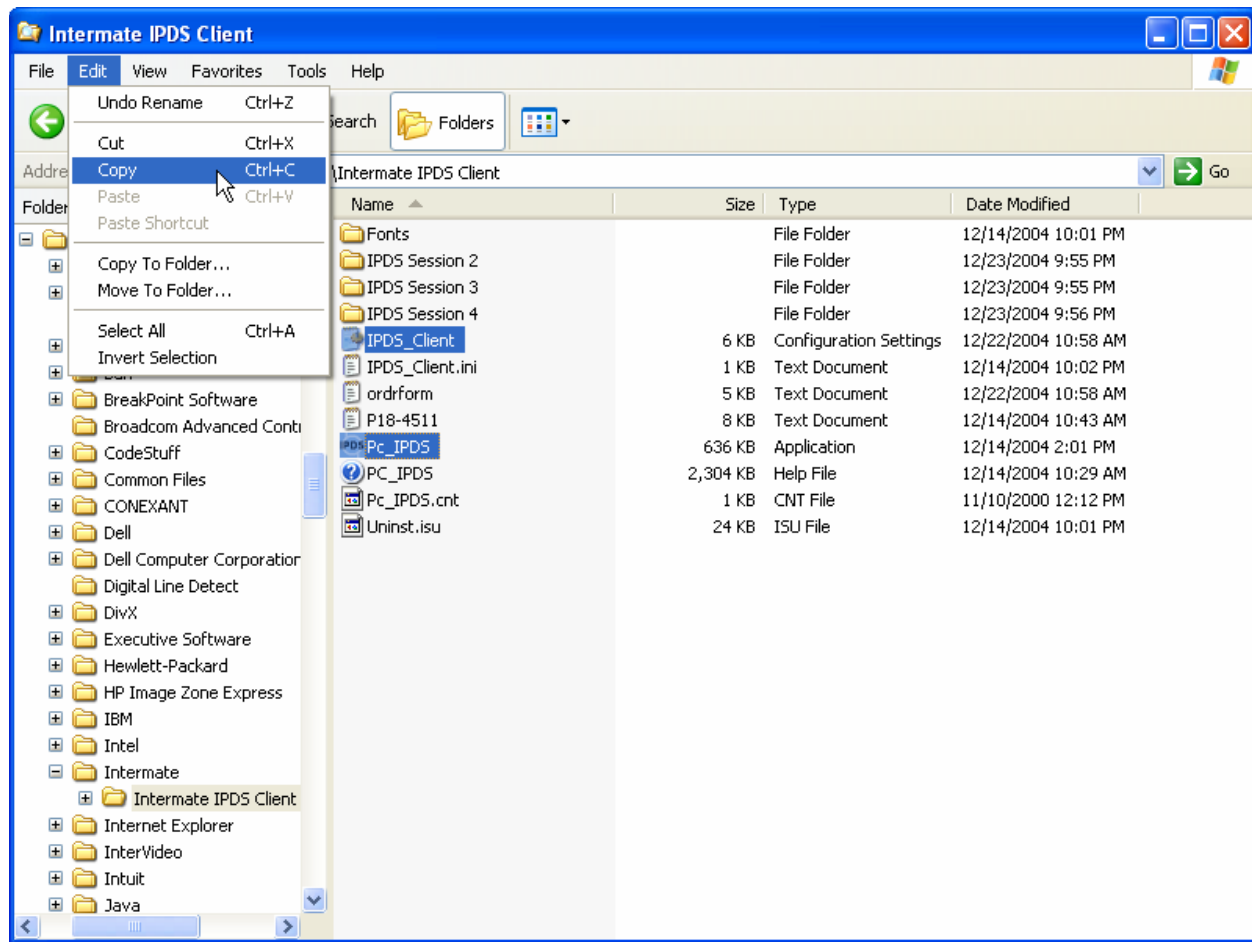 Intermate IPDS Client
File Edit View Favorites Tools Help
Undo Rename Ctrl+Z
Cut Ctrl+X
Copy Ctrl+C
Paste Ctrl+V
Paste Shortcut
Copy To Folder...
Move To Folder...
Select All Ctrl+A
Invert Selection
Folders
\Intermate IPDS Client Go
BreakPoint Software
Broadcom Advanced Conti
CodeStuff
Common Files
CONEXANT
Dell
Dell Computer Corporation
Digital Line Detect
DivX
Executive Software
Hewlett-Packard
HP Image Zone Express
IBM
Intel
Intermate
Intermate IPDS Client
Internet Explorer
InterVideo
Intuit
Java
Name Size Type Date Modified
Fonts File Folder 12/14/2004 10:01 PM
IPDS Session 2 File Folder 12/23/2004 9:55 PM
IPDS Session 3 File Folder 12/23/2004 9:55 PM
IPDS Session 4 File Folder 12/23/2004 9:56 PM
IPDS_Client 6 KB Configuration Settings 12/22/2004 10:58 AM
IPDS_Client.ini 1 KB Text Document 12/14/2004 10:02 PM
ordrform 5 KB Text Document 12/22/2004 10:58 AM
P18-4511 8 KB Text Document 12/14/2004 10:43 AM
Pc_IPDS 636 KB Application 12/14/2004 2:01 PM
PC_IPDS 2,304 KB Help File 12/14/2004 10:29 AM
Pc_IPDS.cnt 1 KB CNT File 11/10/2000 12:12 PM
Uninst.isu 24 KB ISU File 12/14/2004 10:01 PM